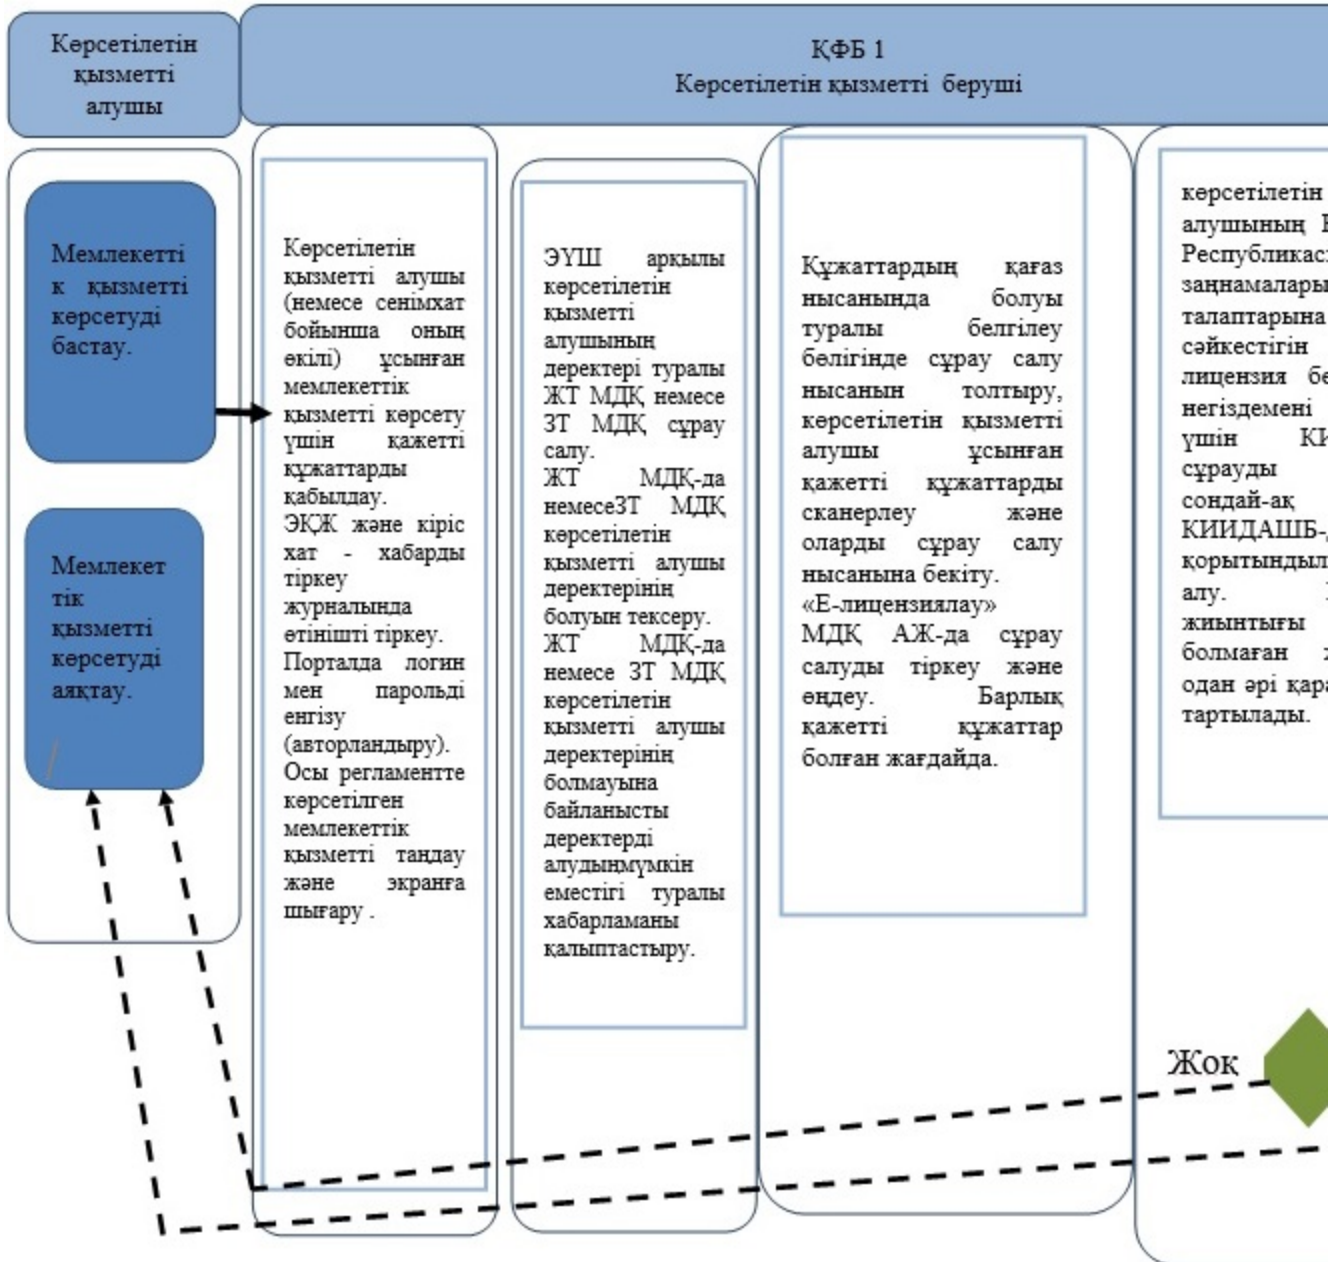 Көрсетілетін
қызметті
алушы
ҚФБ 1
Көрсетілетін қызметті беруші
Мемлекетті
к қызметті
көрсетуді
бастау.
Мемлекет
тік
қызметті
көрсетуді
аяқтау.
Көрсетілетін
қызметті алушы
(немесе сенімхат
бойынша оның
өкілі) ұсынған
мемлекеттік
қызметті көрсету
үшін қажетті
құжаттарды
қабылдау.
ЭҚЖ және кіріс
хат - хабарды
тіркеу
журналында
өтінішті тіркеу.
Порталда логин
мен парольді
енгізу
(авторландыру).
Осы регламентте
көрсетілген
мемлекеттік
қызметті таңдау
және экранға
шығару .
ЭҮШ арқылы
көрсетілетін
қызметті
алушының
деректері туралы
ЖТ МДҚ немесе
ЗТ МДҚ сұрау
салу.
ЖТ МДҚ-да
немесеЗТ МДҚ
көрсетілетін
қызметті алушы
деректерінің
болуын тексеру.
ЖТ МДҚ-да
немесе ЗТ МДҚ
көрсетілетін
қызметті алушы
деректерінің
болмауына
байланысты
деректерді
алудыңмүмкін
еместігі туралы
хабарламаны
қалыптастыру.
Құжаттардың қағаз
нысанында болуы
туралы белгілеу
бөлігінде сұрау салу
нысанын толтыру,
көрсетілетін қызметті
алушы ұсынған
қажетті құжаттарды
сканерлеу және
оларды сұрау салу
нысанына бекіту.
«Е-лицензиялау»
МДҚ АЖ-да сұрау
салуды тіркеу және
өңдеу. Барлық
қажетті құжаттар
болған жағдайда.
көрсетілетін
алушының
Республикас
заңнамалары
талаптарына
сәйкестігін
лицензия бе
негіздемені
үшін КИ
сұрауды
сондай-ақ
КИИДАШБ-
қорытындыл
алу.
жиынтығы
болмаған
одан әрі қара
тартылады.
Жоқ